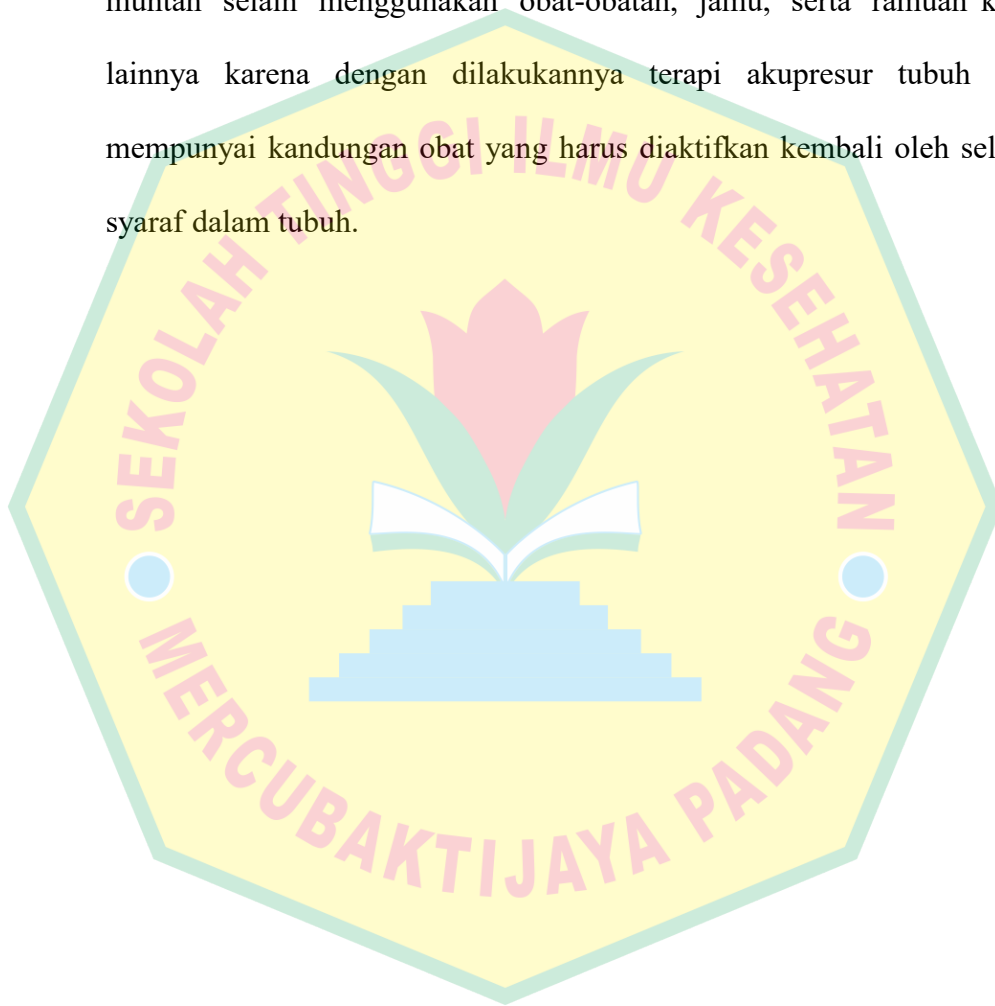 muntah selain menggunakan obat-obatan, jamu, serta ramuan
lainnya karena dengan dilakukannya terapi akupresur tubuh
mempunyai kandungan obat yang harus diaktifkan kembali oleh
syaraf dalam tubuh.
SEKOLAH TINGGI ILMU KESEHATAN
MERCUBAKTIJAYA PADANG